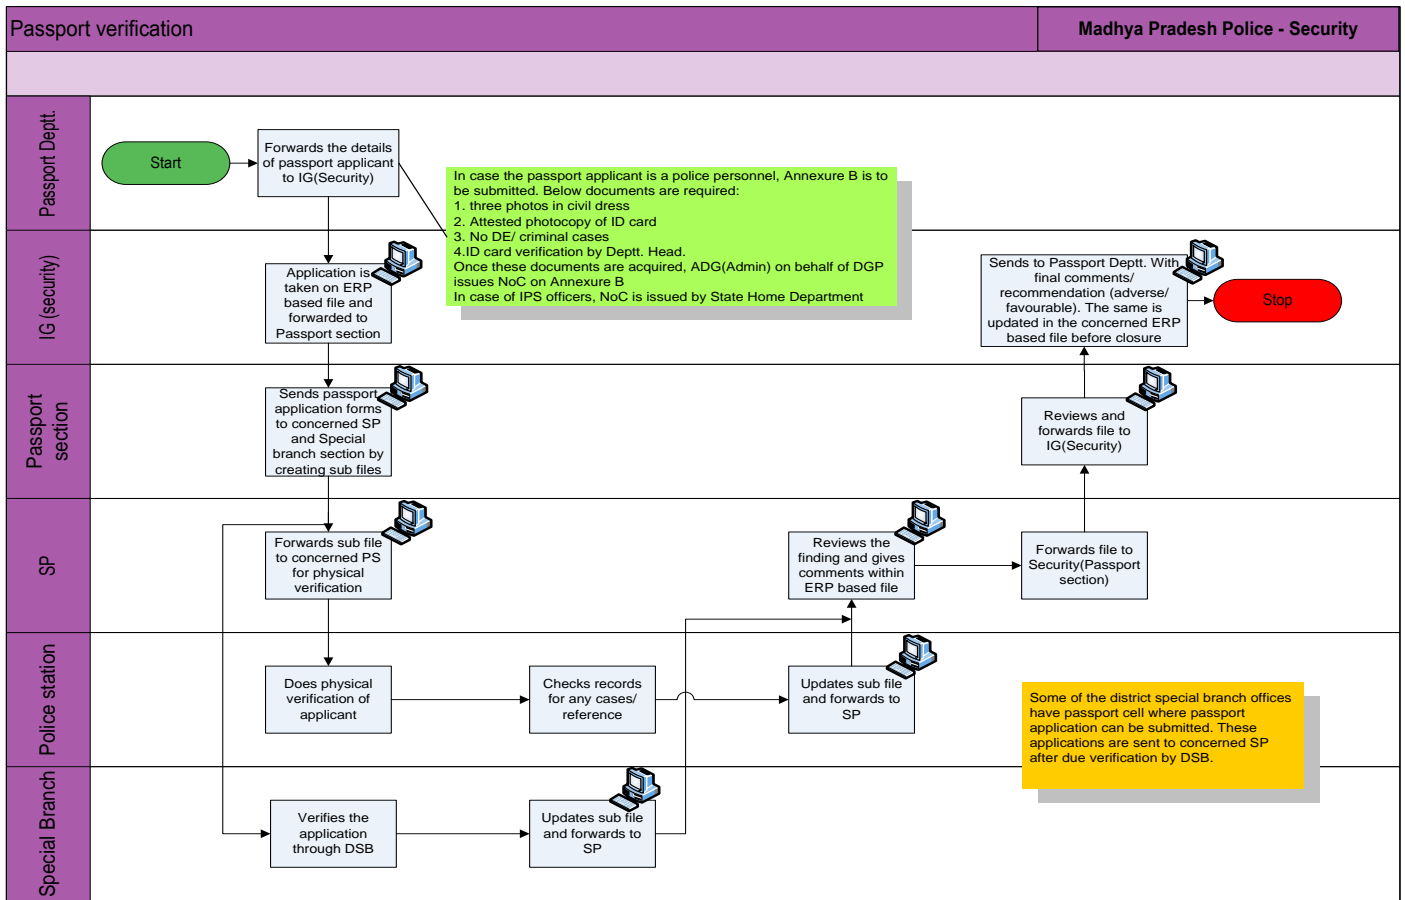 Passport verification
Madhya Pradesh Police - Security
Passport Deptt.
Start
Forwards the details
of passport applicant
to IG(Security)
In case the passport applicant is a police personnel, Annexure B is to
be submitted. Below documents are required:
1. three photos in civil dress
2. Attested photocopy of ID card
3. No DE/ criminal cases
4.ID card verification by Deptt. Head.
Once these documents are acquired, ADG(Admin) on behalf of DGP
issues NoC on Annexure B
In case of IPS officers, NoC is issued by State Home Department
IG (security)
Application is
taken on ERP
based file and
forwarded to
Passport section
Sends to Passport Deptt. With
final comments/
recommendation (adverse/
favourable). The same is
updated in the concerned ERP
based file before closure
Stop
Passport
section
Sends passport
application forms
to concerned SP
and Special
branch section by
creating sub files
Reviews and
forwards file to
IG(Security)
SP
Forwards sub file
to concerned PS
for physical
verification
Reviews the
finding and gives
comments within
ERP based file
Forwards file to
Security(Passport
section)
Police station
Does physical
verification of
applicant
Checks records
for any cases/
reference
Updates sub file
and forwards to
SP
Some of the district special branch offices
have passport cell where passport
application can be submitted. These
applications are sent to concerned SP
after due verification by DSB.
Special Branch
Verifies the
application
through DSB
Updates sub file
and forwards to
SP